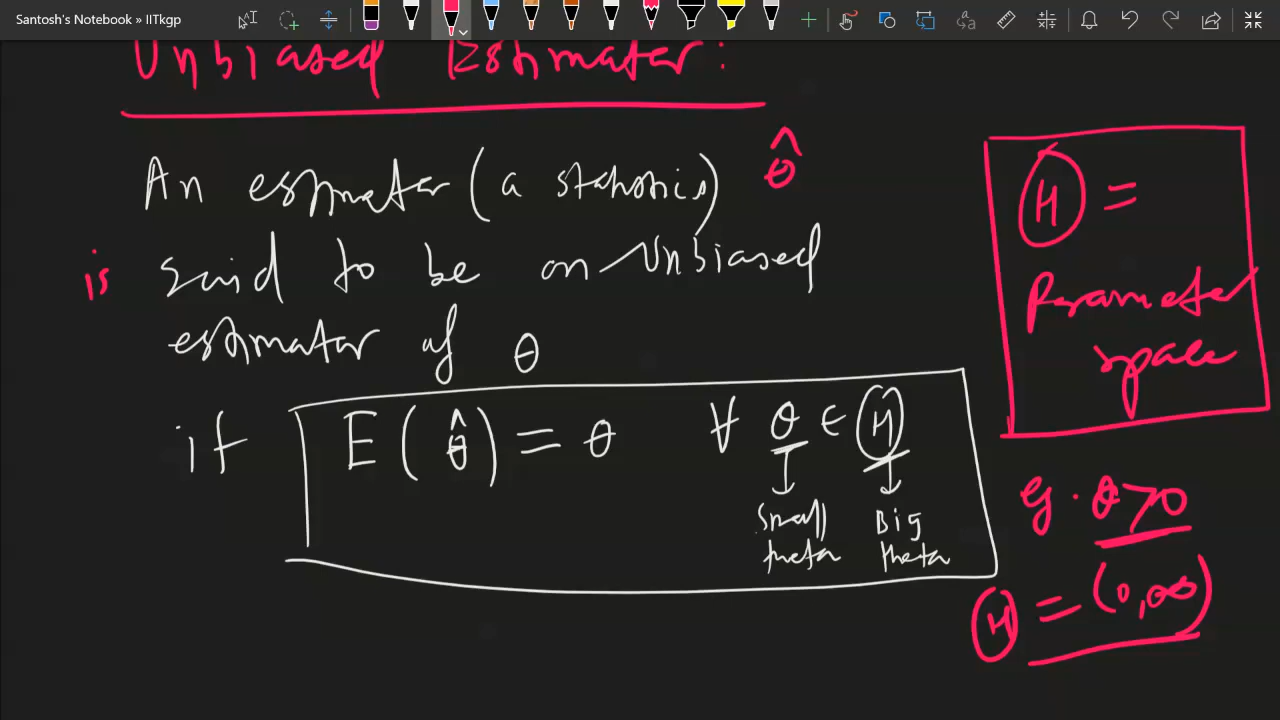 Santosh's Notebook » IITkgp
Unbiased Estimator:
An estimator (a statistic) θ̂
is said to be an Unbiased
estimator of θ
if E(θ̂) = θ ∀ θ ∈ Ⓗ
Small theta
Big theta
Ⓗ =
Parameter
space
eg. θ>0
Ⓗ = (0,∞)